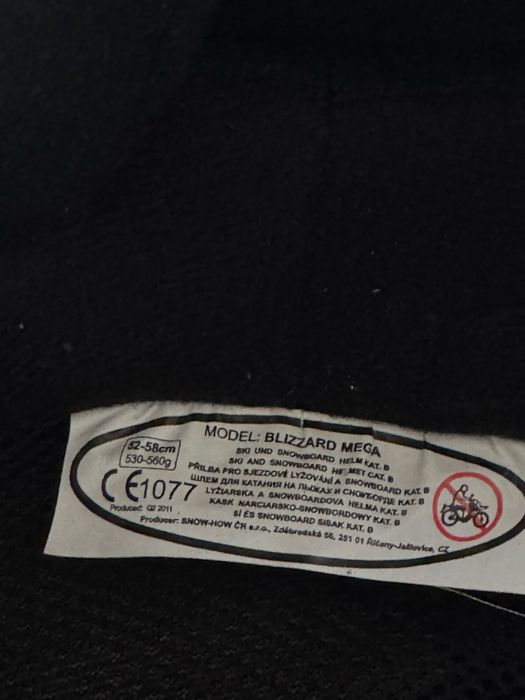 MODEL: BLIZZARD MEGA
52-58cm
530-560g
SKI UND SNOWBOARD HELM KAT. B
SKI AND SNOWBOARD HELMET CAT. B
PŘILBA PRO SJEZDOVÉ LYŽOVÁNÍ A SNOWBOARD KAT. B
ШЛЕМ ДЛЯ КАТАНИЯ НА ЛЫЖАХ И СНОУБОРДЕ КАТ. B
LYŽIARSKA A SNOWBOARDOVA HELMA KAT. B
KASK NARCIARSKO-SNOWBORDOWY KAT. B
SÍ ÉS SNOWBOARD SISAK KAT. B
CE1077
Produced: Q2 2011
Producer: SNOW-HOW ČR s.r.o., Zděbradská 56, 251 01 Říčany-Jažlovice, CZ